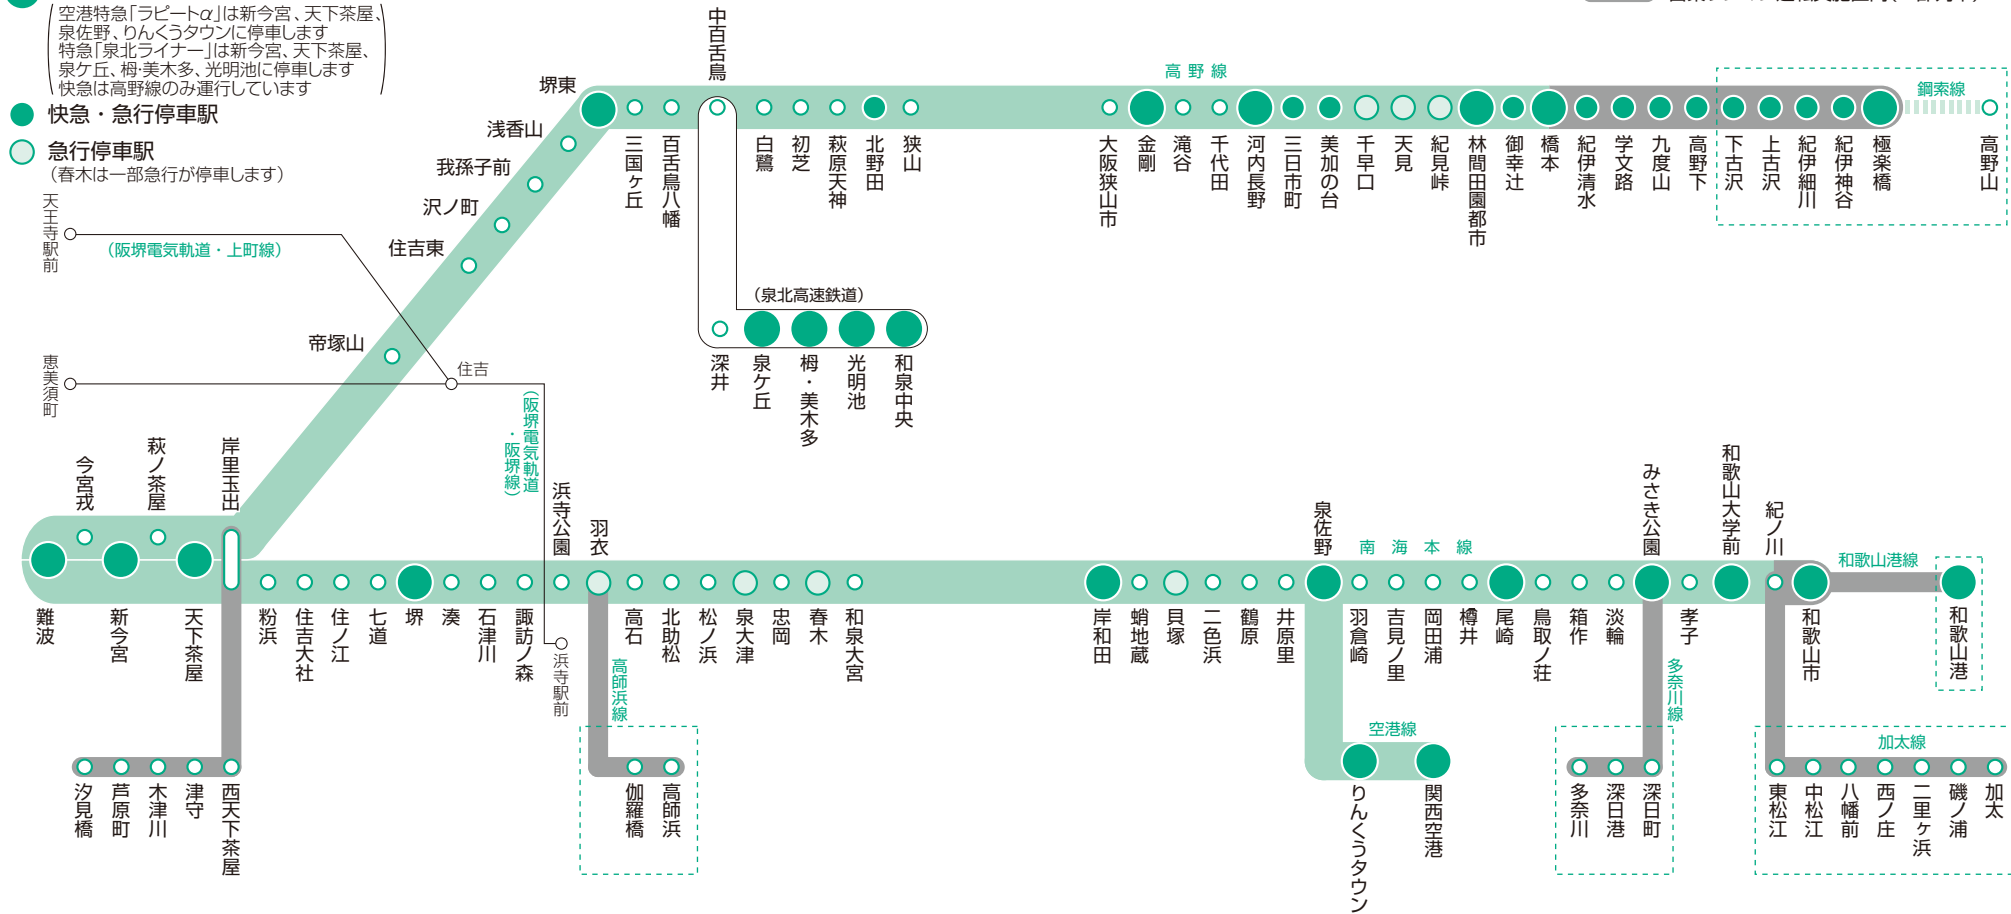 空港特急「ラピートα」は新今宮、天下茶屋、
泉佐野、りんくうタウンに停車します
特急「泉北ライナー」は新今宮、天下茶屋、
泉ケ丘、栂・美木多、光明池に停車します
快急は高野線のみ運行しています
快急・急行停車駅
急行停車駅
(春木は一部急行が停車します)
天王寺駅前
(阪堺電気軌道・上町線)
恵美須町
住吉
(阪堺電気軌道
・阪堺線)
浜寺駅前
堺東
浅香山
我孫子前
沢ノ町
住吉東
帝塚山
中百舌鳥
高野線
鋼索線
三国ヶ丘
百舌鳥八幡
白鷺
初芝
萩原天神
北野田
狭山
大阪狭山市
金剛
滝谷
千代田
河内長野
三日市町
美加の台
千早口
天見
紀見峠
林間田園都市
御幸辻
橋本
紀伊清水
学文路
九度山
高野下
下古沢
上古沢
紀伊細川
紀伊神谷
極楽橋
高野山
(泉北高速鉄道)
深井
泉ケ丘
栂・美木多
光明池
和泉中央
今宮戎
萩ノ茶屋
岸里玉出
難波
新今宮
天下茶屋
粉浜
住吉大社
住ノ江
七道
堺
湊
石津川
諏訪ノ森
浜寺公園
羽衣
高石
北助松
松ノ浜
泉大津
忠岡
春木
和泉大宮
岸和田
蛸地蔵
貝塚
二色浜
鶴原
井原里
泉佐野
南海本線
羽倉崎
吉見ノ里
岡田浦
樽井
尾崎
鳥取ノ荘
箱作
淡輪
みさき公園
孝子
和歌山大学前
紀ノ川
和歌山市
和歌山港線
和歌山港
汐見橋
芦原町
木津川
津守
西天下茶屋
高師浜線
伽羅橋
高師浜
空港線
りんくうタウン
関西空港
多奈川線
多奈川
深日港
深日町
加太線
東松江
中松江
八幡前
西ノ庄
二里ヶ浜
磯ノ浦
加太